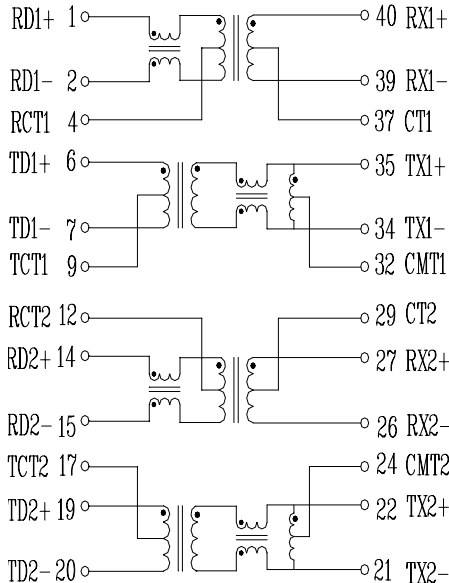 RD1+ 1 40 RX1+
RD1- 2 39 RX1-
RCT1 4 37 CT1
TD1+ 6 35 TX1+
TD1- 7 34 TX1-
TCT1 9 32 CMT1
RCT2 12 29 CT2
RD2+ 14 27 RX2+
RD2- 15 26 RX2-
TCT2 17 24 CMT2
TD2+ 19 22 TX2+
TD2- 20 21 TX2-